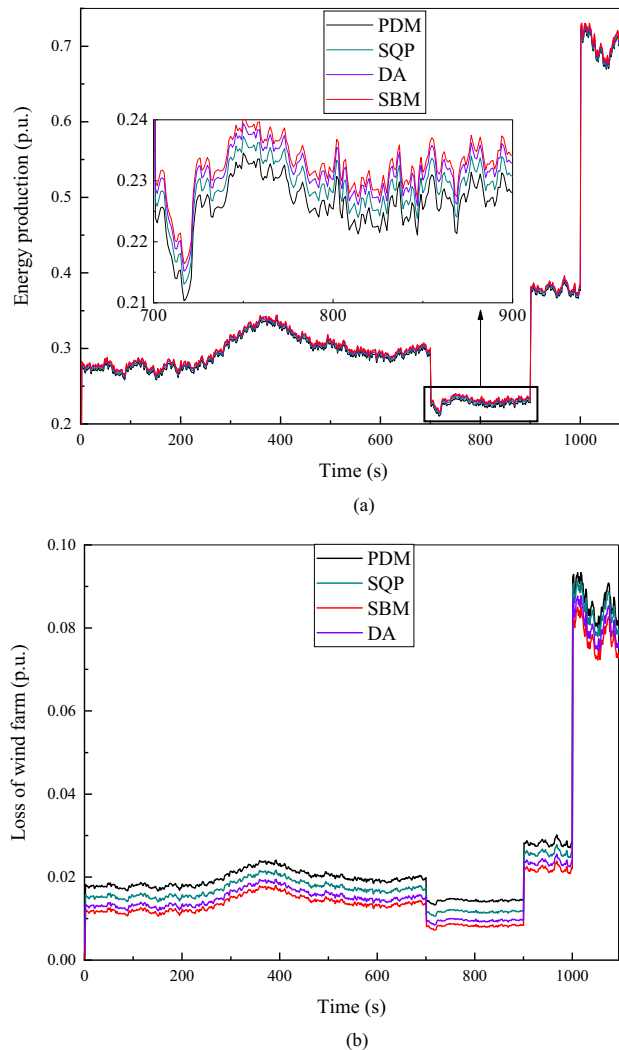 PDM
SQP
DA
SBM
Energy production (p.u.)
0.7
0.6
0.5
0.4
0.3
0.2
0.24
0.23
0.22
0.21
700
800
900
0
200
400
600
800
1000
Time (s)
(a)
PDM
SQP
SBM
DA
Loss of wind farm (p.u.)
0.10
0.08
0.06
0.04
0.02
0.00
0
200
400
600
800
1000
Time (s)
(b)